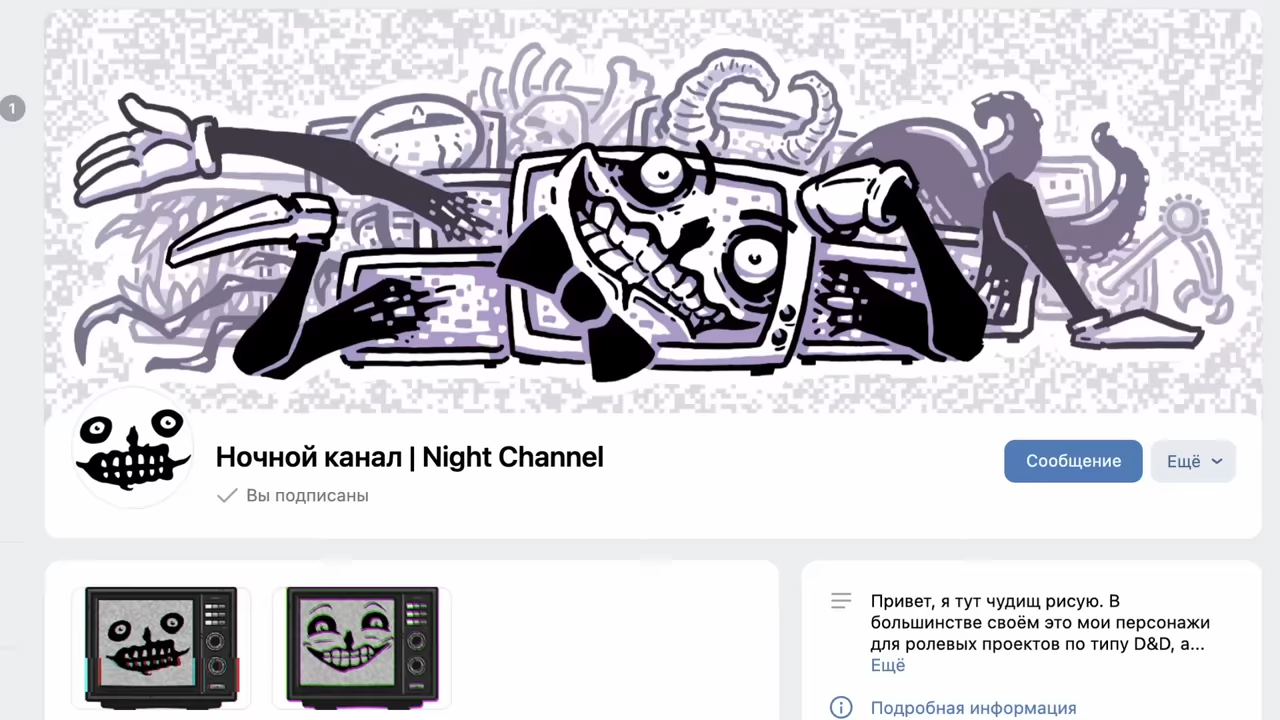 1
Ночной канал | Night Channel
Вы подписаны
Сообщение
Ещё
Привет, я тут чудищ рисую. В
большинстве своём это мои персонажи
для ролевых проектов по типу D&D, а...
Ещё
Подробная информация